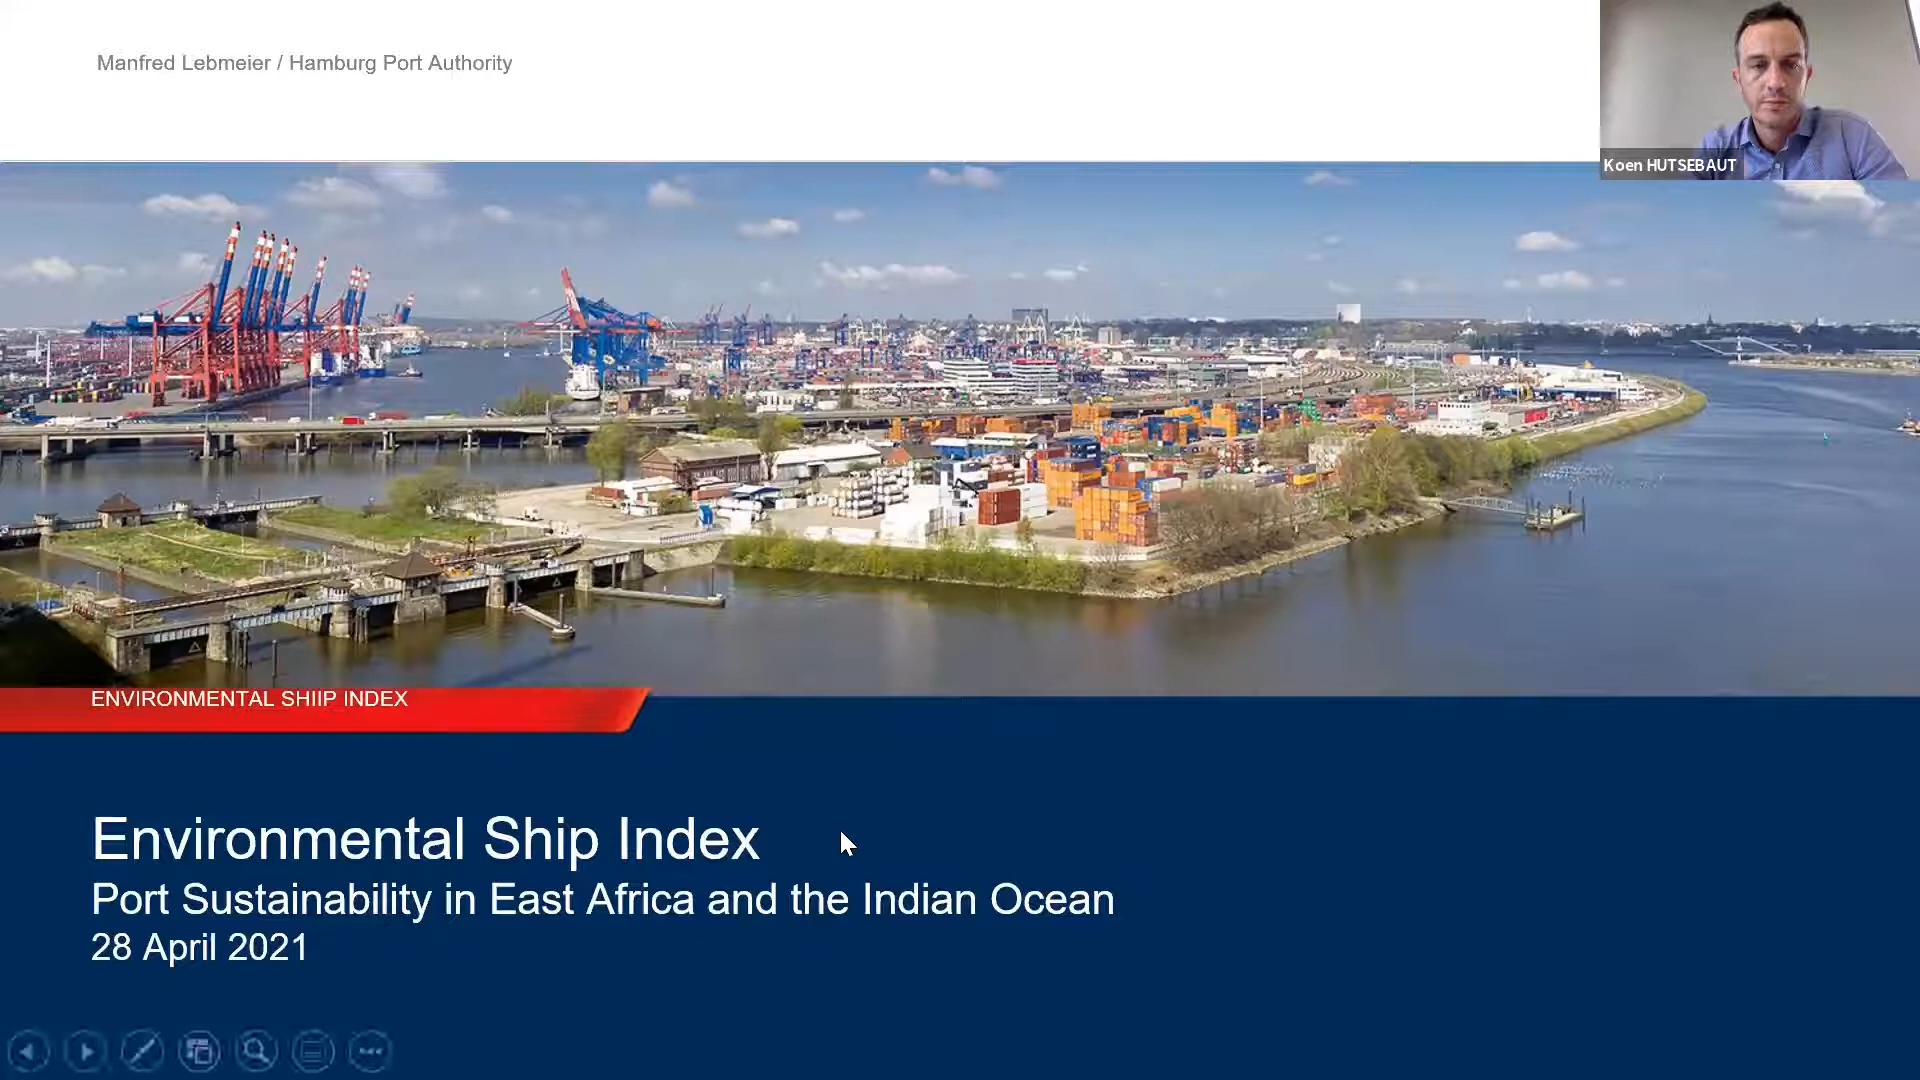 Manfred Lebmeier / Hamburg Port Authority
Koen HUTSEBAUT
ENVIRONMENTAL SHIIP INDEX
Environmental Ship Index
Port Sustainability in East Africa and the Indian Ocean
28 April 2021